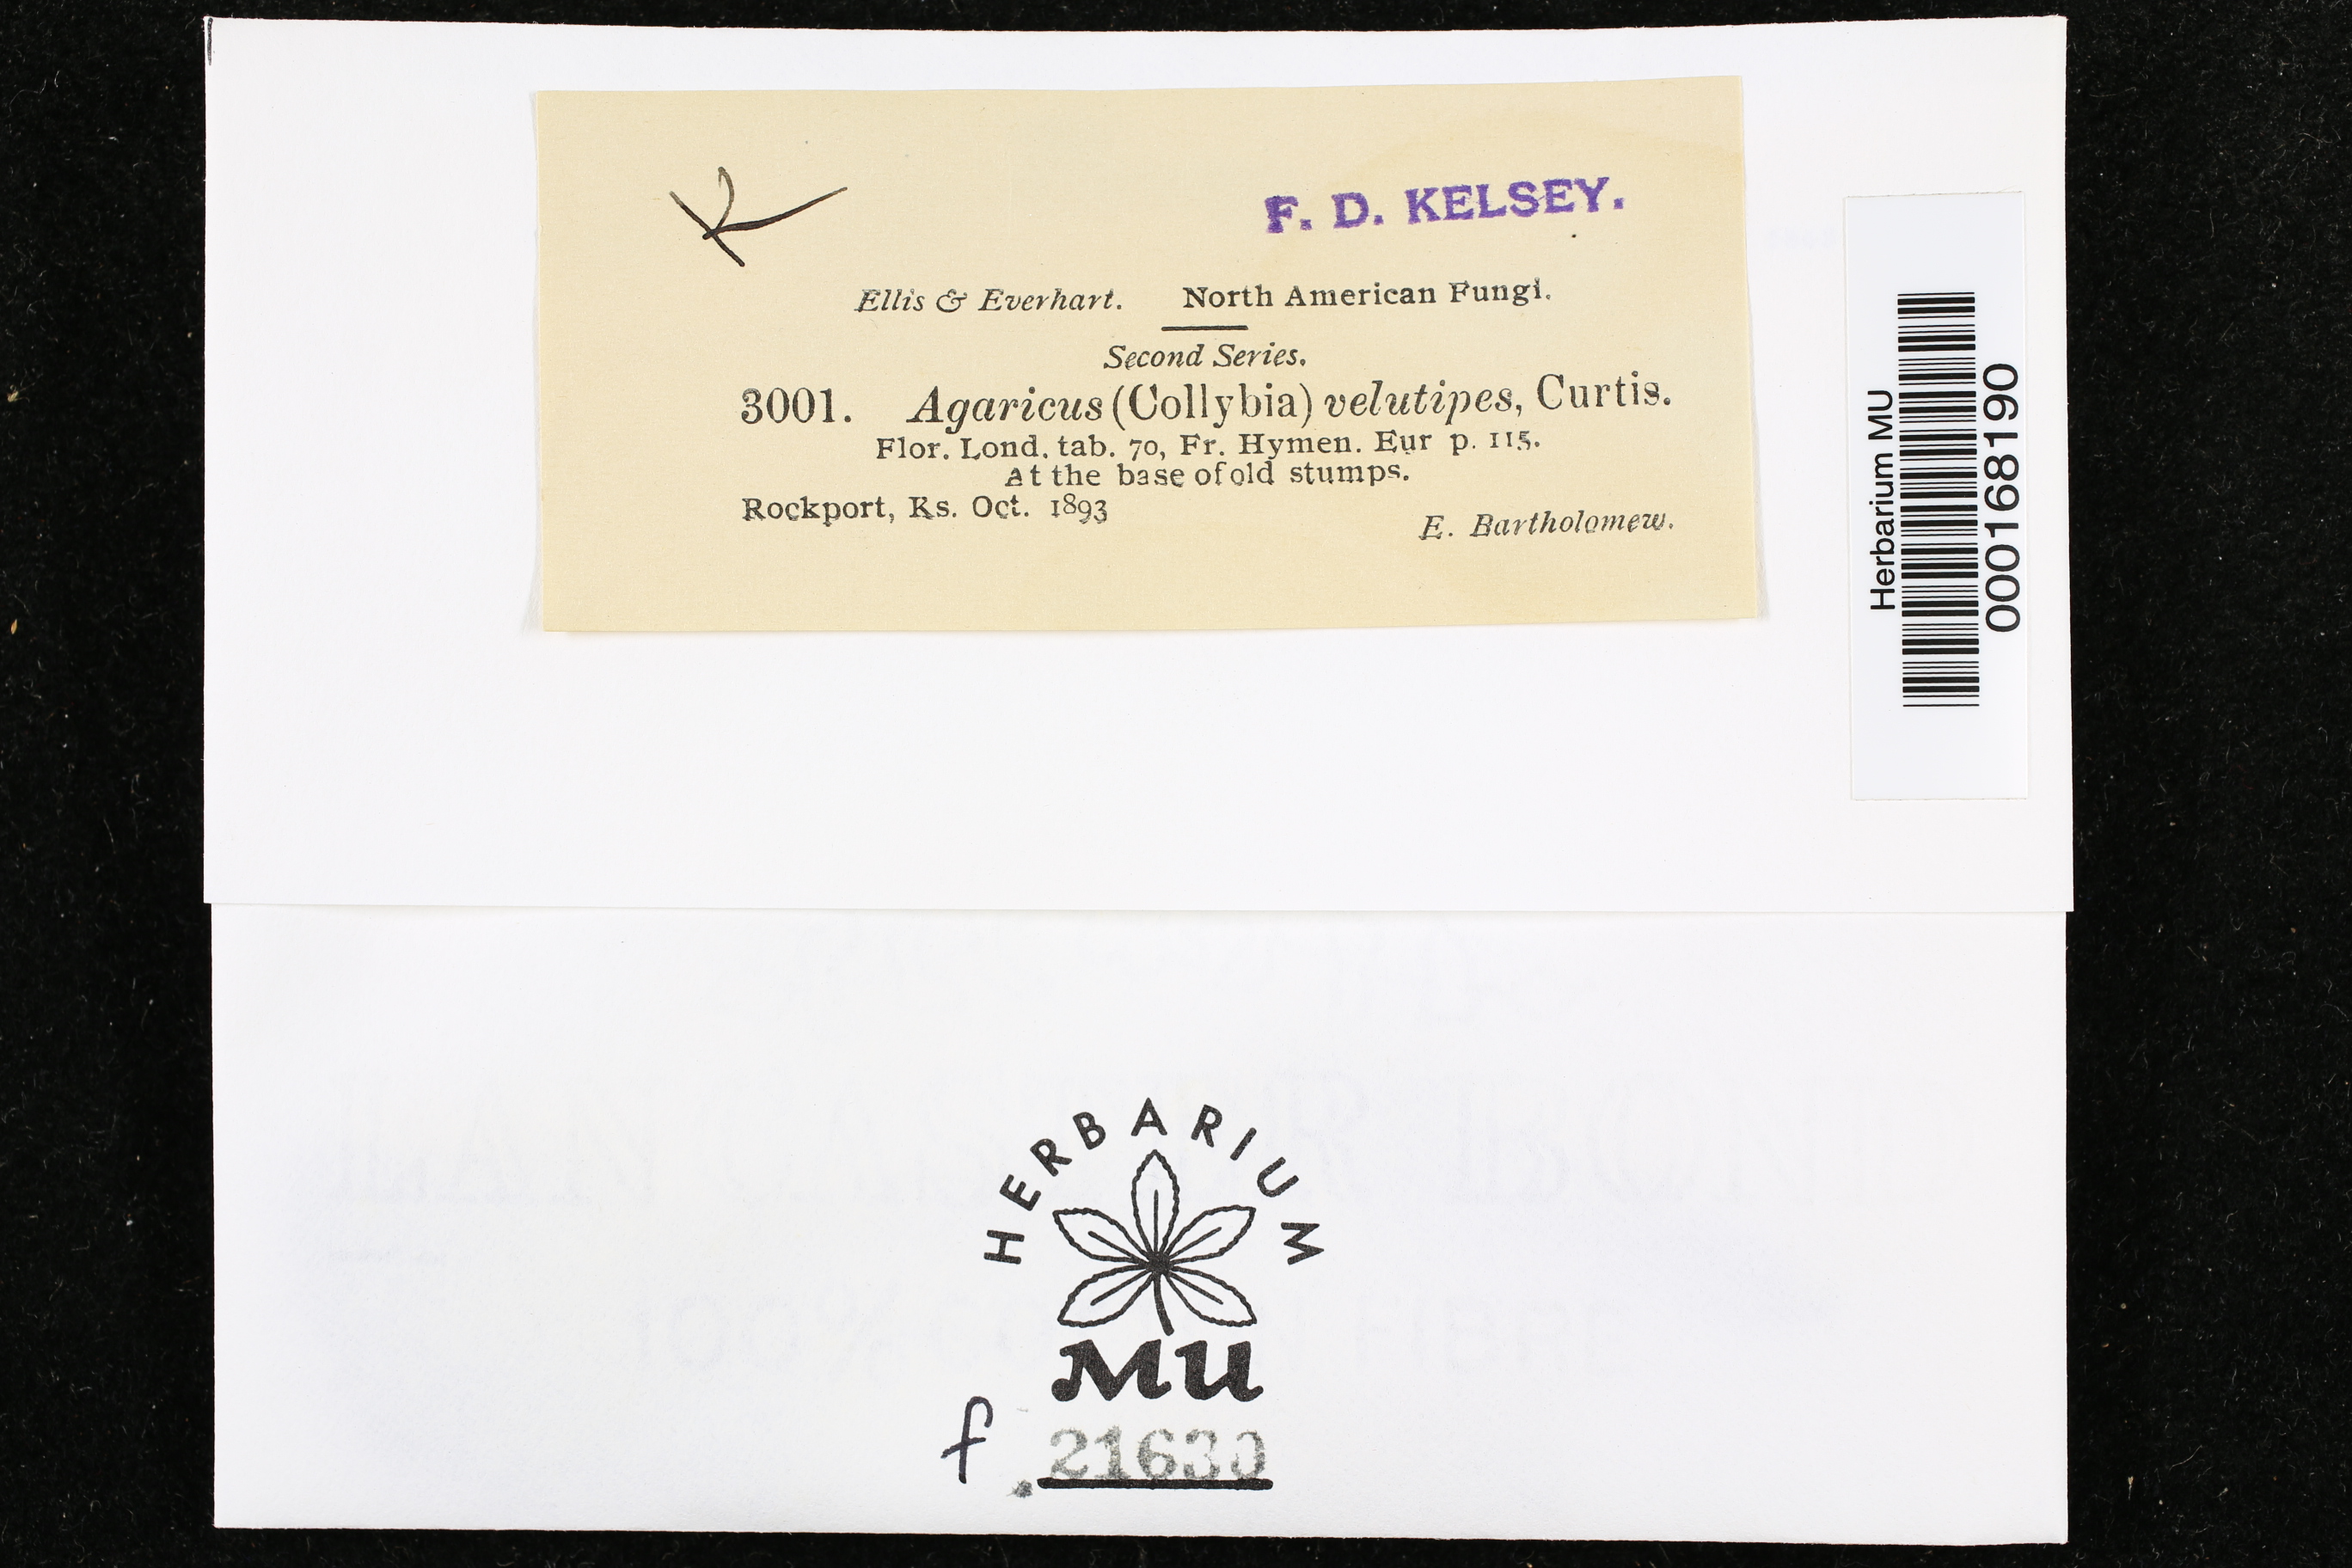 K
F. D. KELSEY.
Ellis & Everhart. North American Fungi.
Second Series.
3001. Agaricus (Collybia) velutipes, Curtis.
Flor. Lond. tab. 70, Fr. Hymen. Eur p. 115.
At the base of old stumps.
Rockport, Ks. Oct. 1893
E. Bartholomew.
Herbarium MU
000168190
HERBARIUM
MU
f. 21630